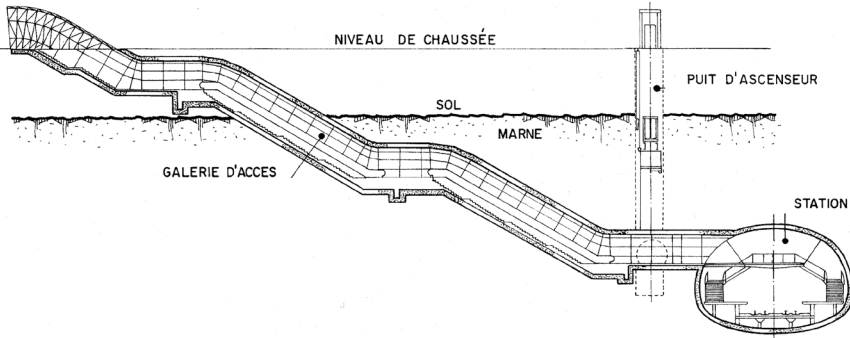 NIVEAU DE CHAUSSÉE
PUIT D'ASCENSEUR
SOL
MARNE
GALERIE D'ACCES
STATION